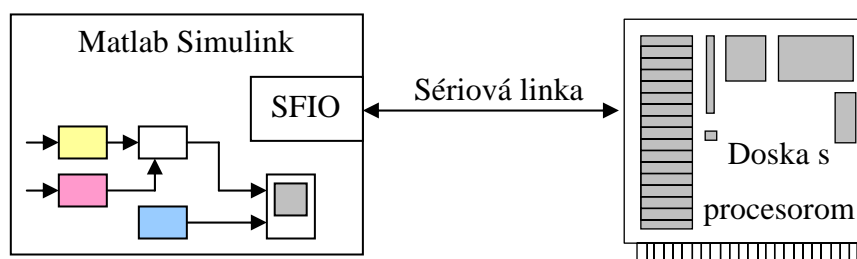 Matlab Simulink
SFIO
Sériová linka
Doska s
procesorom